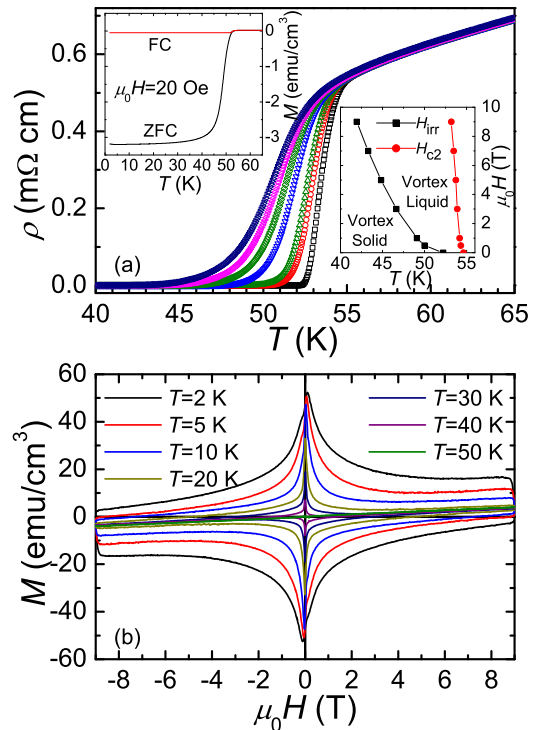 FC
μ₀H=20 Oe
ZFC
0
-1
-2
-3
M (emu/cm³)
0 10 20 30 40 50 60
T (K)
H_irr
H_c2
Vortex Liquid
Vortex Solid
0
2
4
6
8
9
μ₀H (T)
40 45 50 55
T (K)
0.6
0.4
0.2
0.0
ρ (mΩ cm)
(a)
40 45 50 55 60 65
T (K)
60
40
20
0
-20
-40
-60
M (emu/cm³)
T=2 K
T=5 K
T=10 K
T=20 K
T=30 K
T=40 K
T=50 K
(b)
-8 -6 -4 -2 0 2 4 6 8
μ₀H (T)